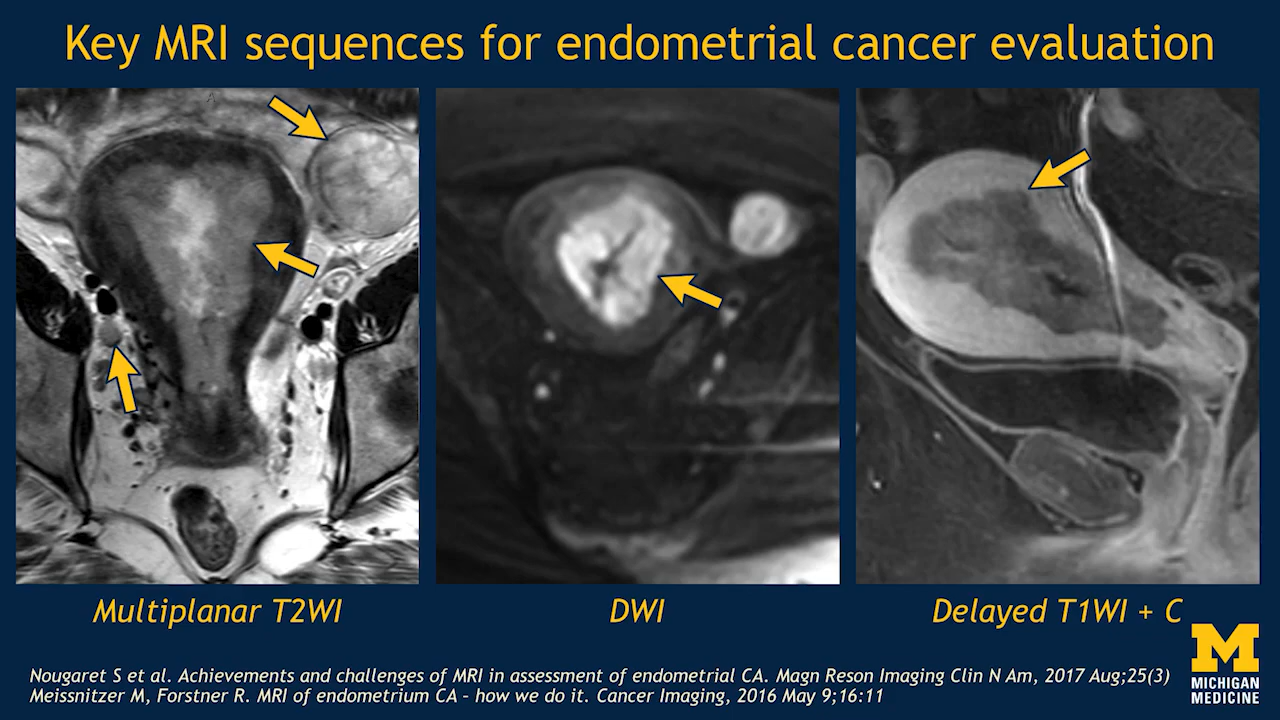 Key MRI sequences for endometrial cancer evaluation
A
Multiplanar T2WI
DWI
Delayed T1WI + C
Nougaret S et al. Achievements and challenges of MRI in assessment of endometrial CA. Magn Reson Imaging Clin N Am, 2017 Aug;25(3)
Meissnitzer M, Forstner R. MRI of endometrium CA – how we do it. Cancer Imaging, 2016 May 9;16:11
M
MICHIGAN
MEDICINE